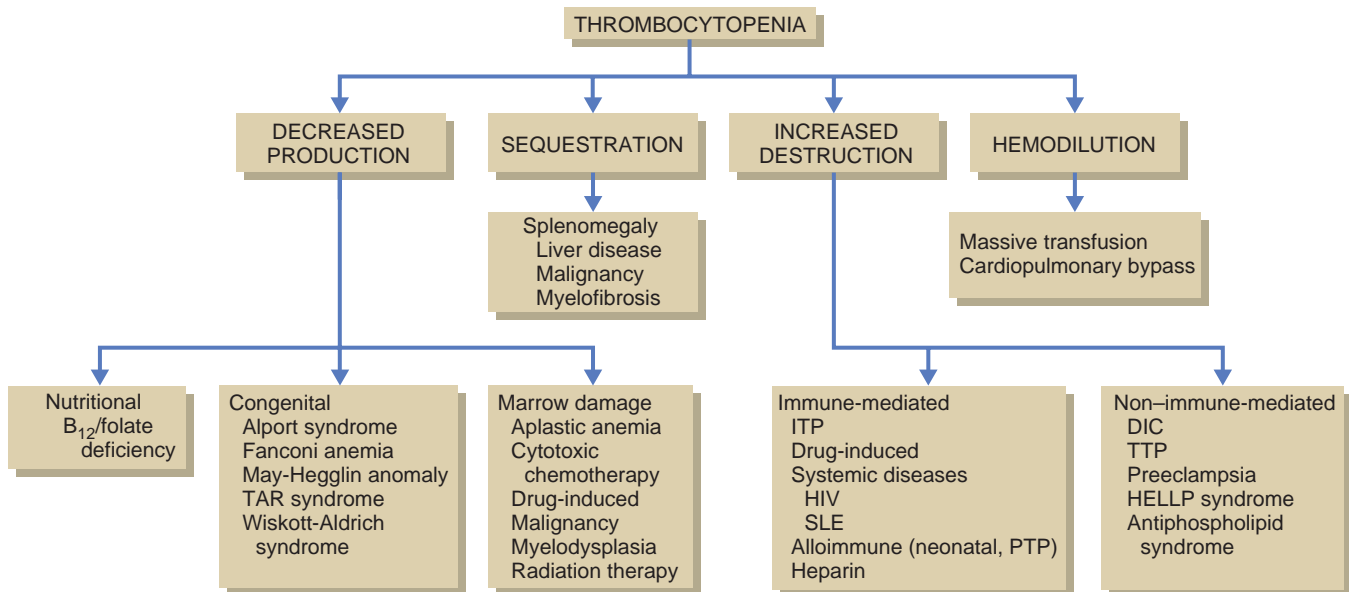 THROMBOCYTOPENIA
DECREASED
PRODUCTION
SEQUESTRATION
INCREASED
DESTRUCTION
HEMODILUTION
Splenomegaly
Liver disease
Malignancy
Myelofibrosis
Massive transfusion
Cardiopulmonary bypass
Nutritional
B12/folate
deficiency
Congenital
Alport syndrome
Fanconi anemia
May-Hegglin anomaly
TAR syndrome
Wiskott-Aldrich
syndrome
Marrow damage
Aplastic anemia
Cytotoxic
chemotherapy
Drug-induced
Malignancy
Myelodysplasia
Radiation therapy
Immune-mediated
ITP
Drug-induced
Systemic diseases
HIV
SLE
Alloimmune (neonatal, PTP)
Heparin
Non–immune-mediated
DIC
TTP
Preeclampsia
HELLP syndrome
Antiphospholipid
syndrome